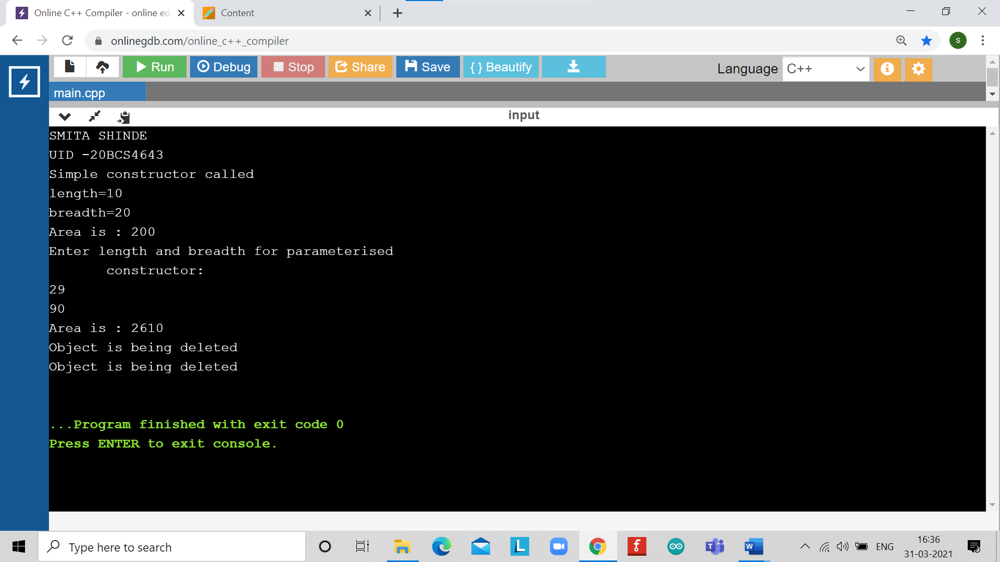 Online C++ Compiler - online ed
Content
onlinegdb.com/online_c++_compiler
S
Run
Debug
Stop
Share
Save
{ } Beautify
Language
C++
main.cpp
input
SMITA SHINDE
UID -20BCS4643
Simple constructor called
length=10
breadth=20
Area is : 200
Enter length and breadth for parameterised
constructor:
29
90
Area is : 2610
Object is being deleted
Object is being deleted
...Program finished with exit code 0
Press ENTER to exit console.
Type here to search
L
f
T
W
ENG
16:36
31-03-2021